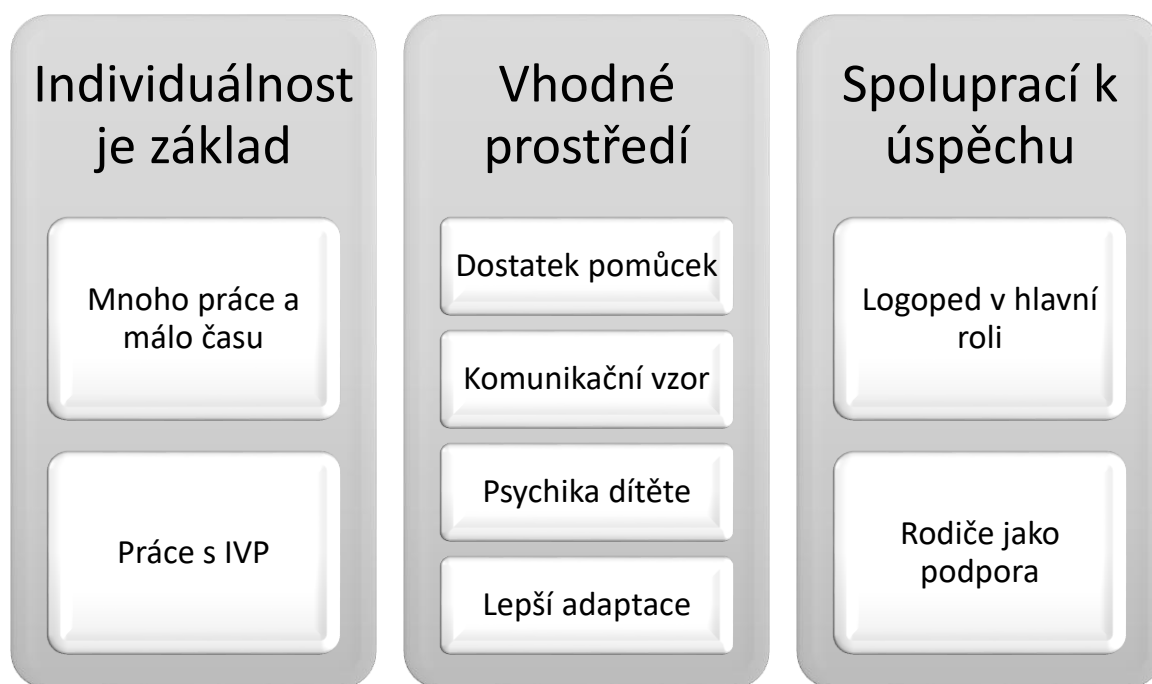 Individuálnost
je základ
Mnoho práce a
málo času
Práce s IVP
Vhodné
prostředí
Dostatek pomůcek
Komunikační vzor
Psychika dítěte
Lepší adaptace
Spoluprací k
úspěchu
Logoped v hlavní
roli
Rodiče jako
podpora